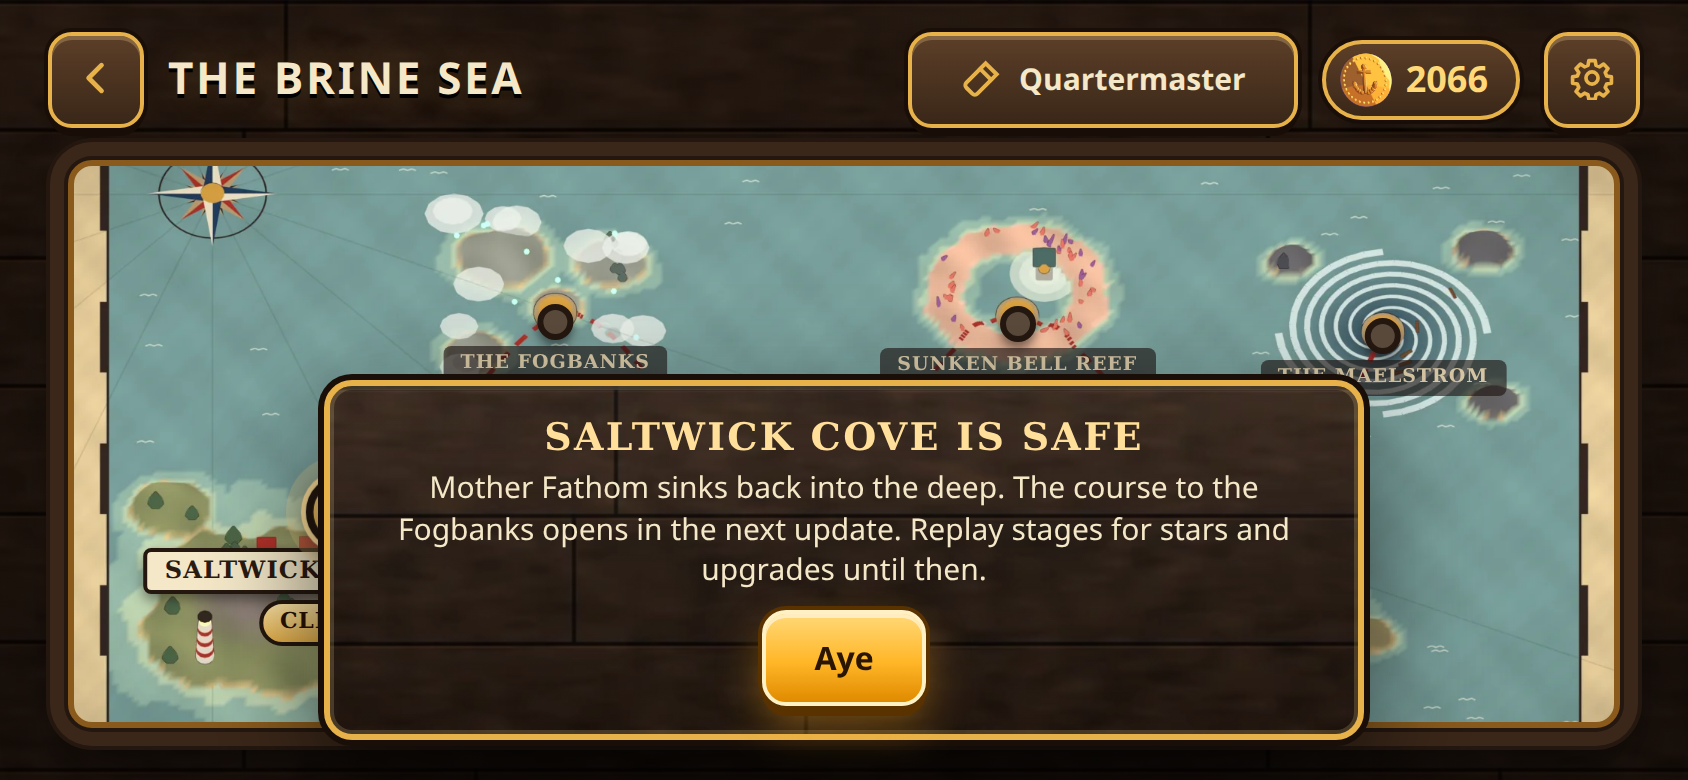 THE BRINE SEA
Quartermaster
2066
THE FOGBANKS
SUNKEN BELL REEF
THE MAELSTROM
SALTWICK COVE IS SAFE
Mother Fathom sinks back into the deep. The course to the
Fogbanks opens in the next update. Replay stages for stars and
upgrades until then.
SALTWICK
Aye